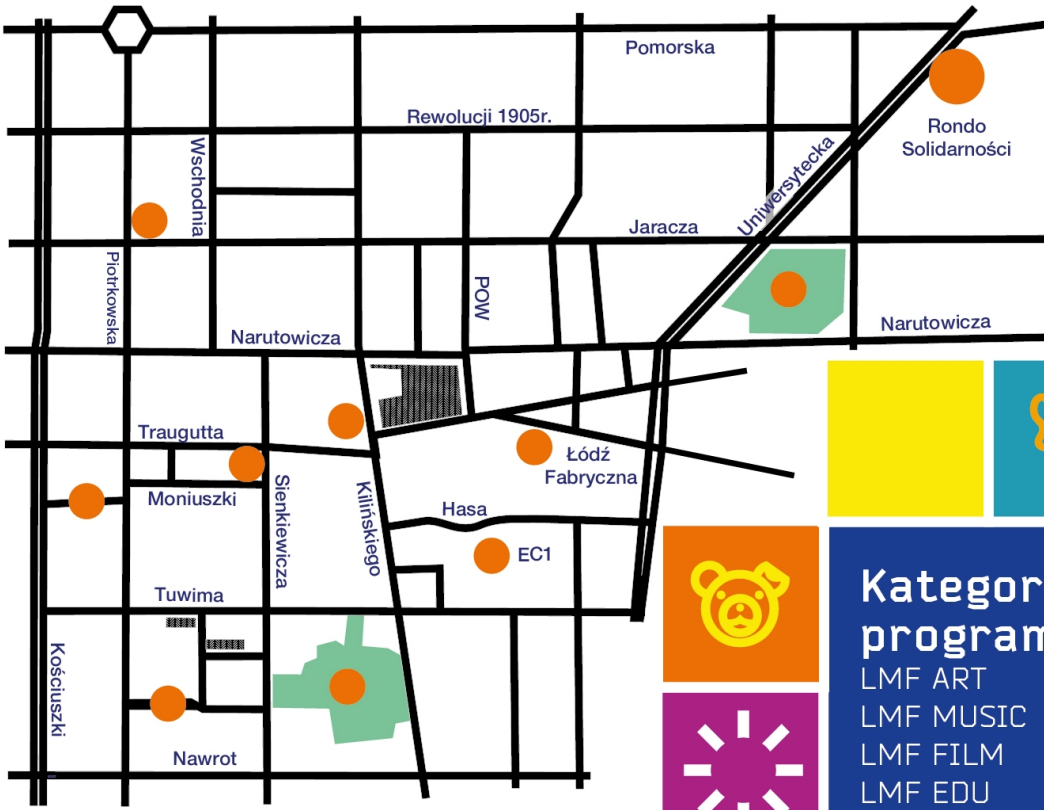 Pomorska
Rewolucji 1905r.
Rondo
Solidarności
Wschodnia
Uniwersytecka
Jaracza
Piotrkowska
POW
Narutowicza
Narutowicza
Traugutta
Łódź
Fabryczna
Moniuszki
Sienkiewicza
Kilińskiego
Hasa
EC1
Tuwima
Kościuszki
Nawrot
Kategor
program
LMF ART
LMF MUSIC
LMF FILM
LMF EDU